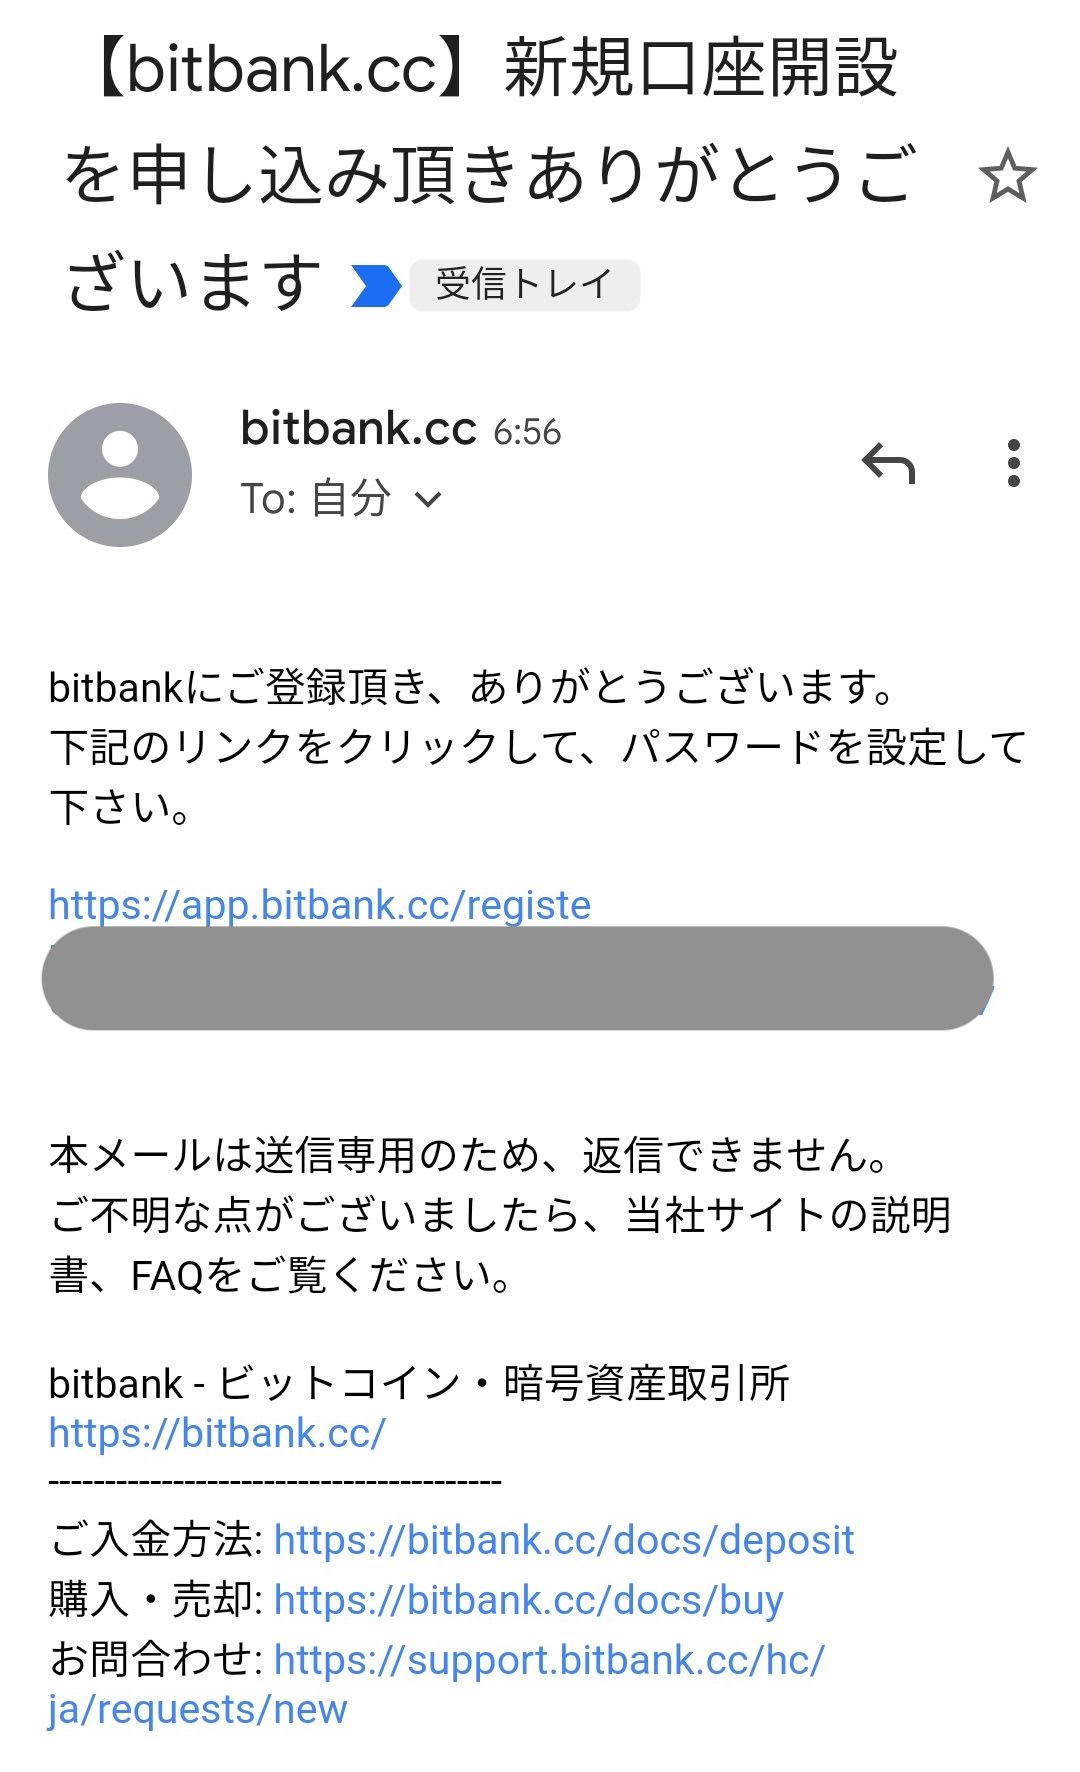 【bitbank.cc】新規口座開設
を申し込み頂きありがとうご
ざいます 受信トレイ
bitbank.cc 6:56
To: 自分
bitbankにご登録頂き、ありがとうございます。
下記のリンクをクリックして、パスワードを設定して
下さい。
https://app.bitbank.cc/registe
本メールは送信専用のため、返信できません。
ご不明な点がございましたら、当社サイトの説明
書、FAQをご覧ください。
bitbank - ビットコイン・暗号資産取引所
https://bitbank.cc/
----------------------------------------
ご入金方法: https://bitbank.cc/docs/deposit
購入・売却: https://bitbank.cc/docs/buy
お問合わせ: https://support.bitbank.cc/hc/
ja/requests/new